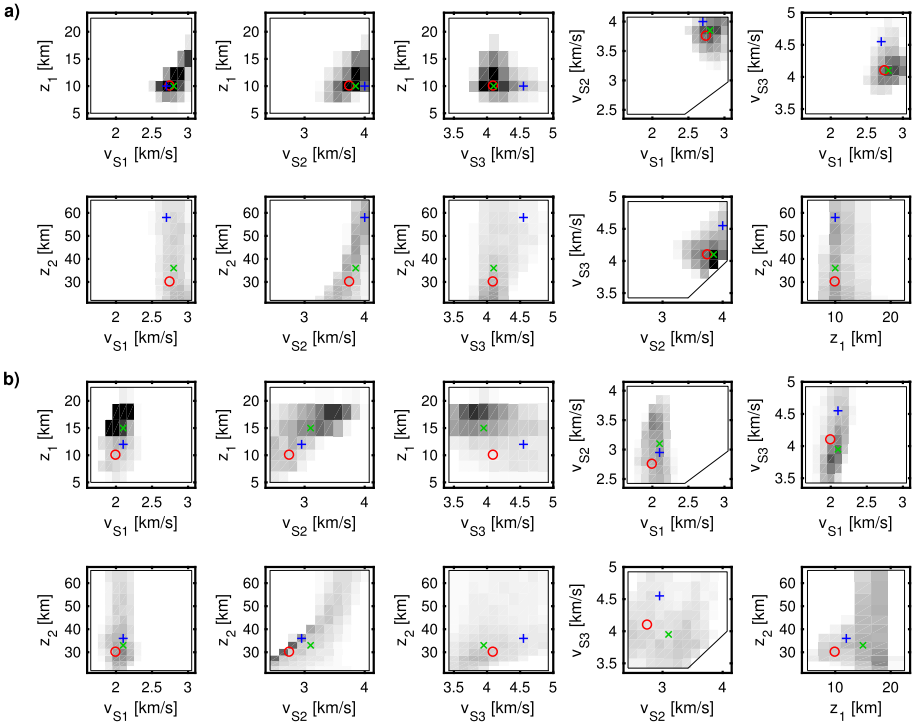 a)
z1 [km]
20
15
10
5
2 2.5 3
vS1 [km/s]
z1 [km]
20
15
10
5
3 4
vS2 [km/s]
z1 [km]
20
15
10
5
3.5 4 4.5 5
vS3 [km/s]
vS2 [km/s]
4
3.5
3
2.5
2 2.5 3
vS1 [km/s]
vS3 [km/s]
5
4.5
4
3.5
2 2.5 3
vS1 [km/s]
z2 [km]
60
50
40
30
2 2.5 3
vS1 [km/s]
z2 [km]
60
50
40
30
3 4
vS2 [km/s]
z2 [km]
60
50
40
30
3.5 4 4.5 5
vS3 [km/s]
vS3 [km/s]
5
4.5
4
3.5
3 4
vS2 [km/s]
z2 [km]
60
50
40
30
10 20
z1 [km]
b)
z1 [km]
20
15
10
5
2 2.5 3
vS1 [km/s]
z1 [km]
20
15
10
5
3 4
vS2 [km/s]
z1 [km]
20
15
10
5
3.5 4 4.5 5
vS3 [km/s]
vS2 [km/s]
4
3.5
3
2.5
2 2.5 3
vS1 [km/s]
vS3 [km/s]
5
4.5
4
3.5
2 2.5 3
vS1 [km/s]
z2 [km]
60
50
40
30
2 2.5 3
vS1 [km/s]
z2 [km]
60
50
40
30
3 4
vS2 [km/s]
z2 [km]
60
50
40
30
3.5 4 4.5 5
vS3 [km/s]
vS3 [km/s]
5
4.5
4
3.5
3 4
vS2 [km/s]
z2 [km]
60
50
40
30
10 20
z1 [km]